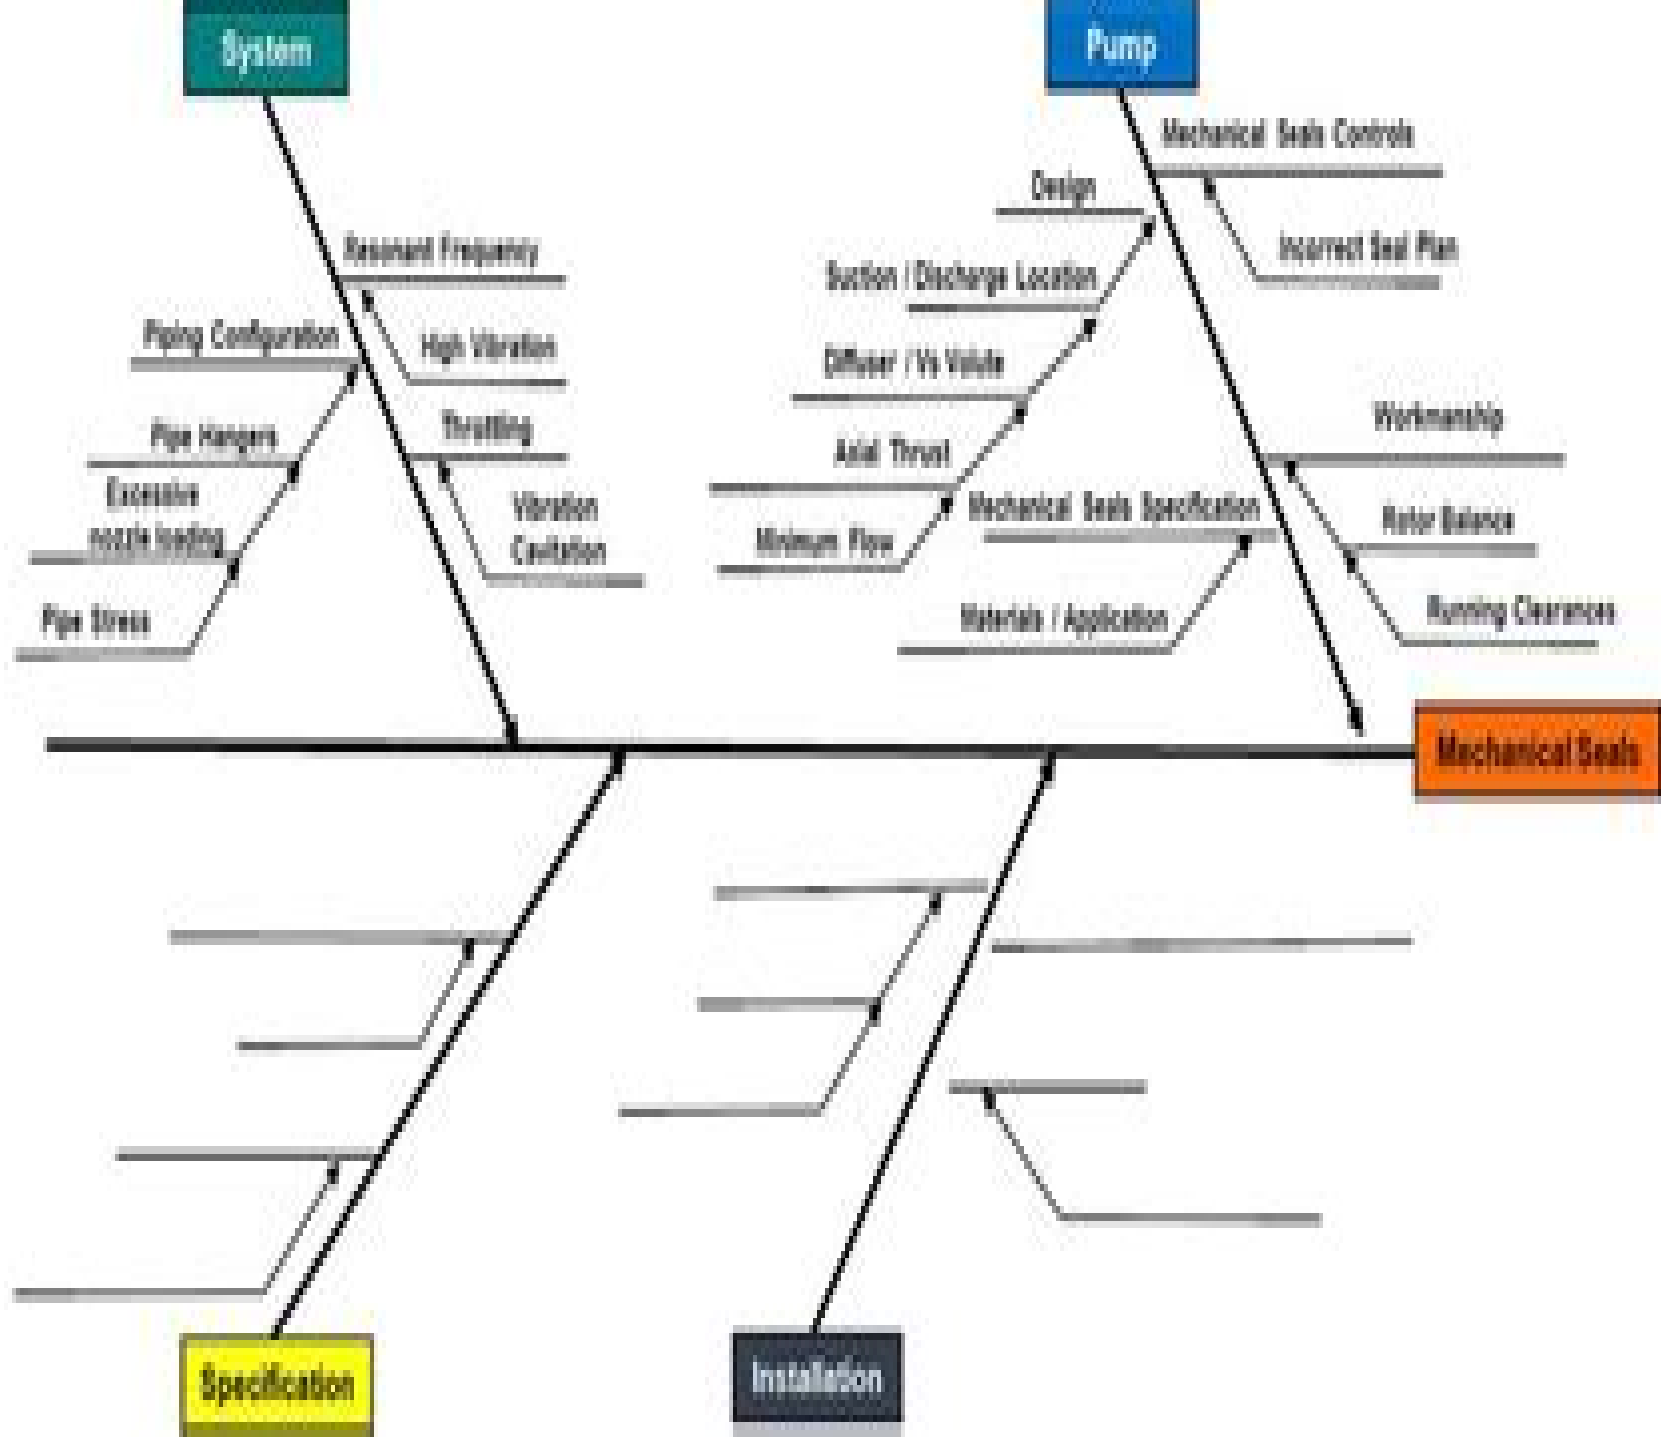 System
Pump
Mechanical Seals Controls
Design
Incorrect Seal Plan
Resonant Frequency
Suction / Discharge Location
Piping Configuration
High Vibration
Diffuser / Vs Volute
Throttling
Workmanship
Pipe Hangers
Axial Thrust
Excessive
nozzle loading
Vibration
Cavitation
Mechanical Seals Specification
Rotor Balance
Minimum Flow
Pipe Stress
Materials / Application
Running Clearances
Mechanical Seals
Specification
Installation